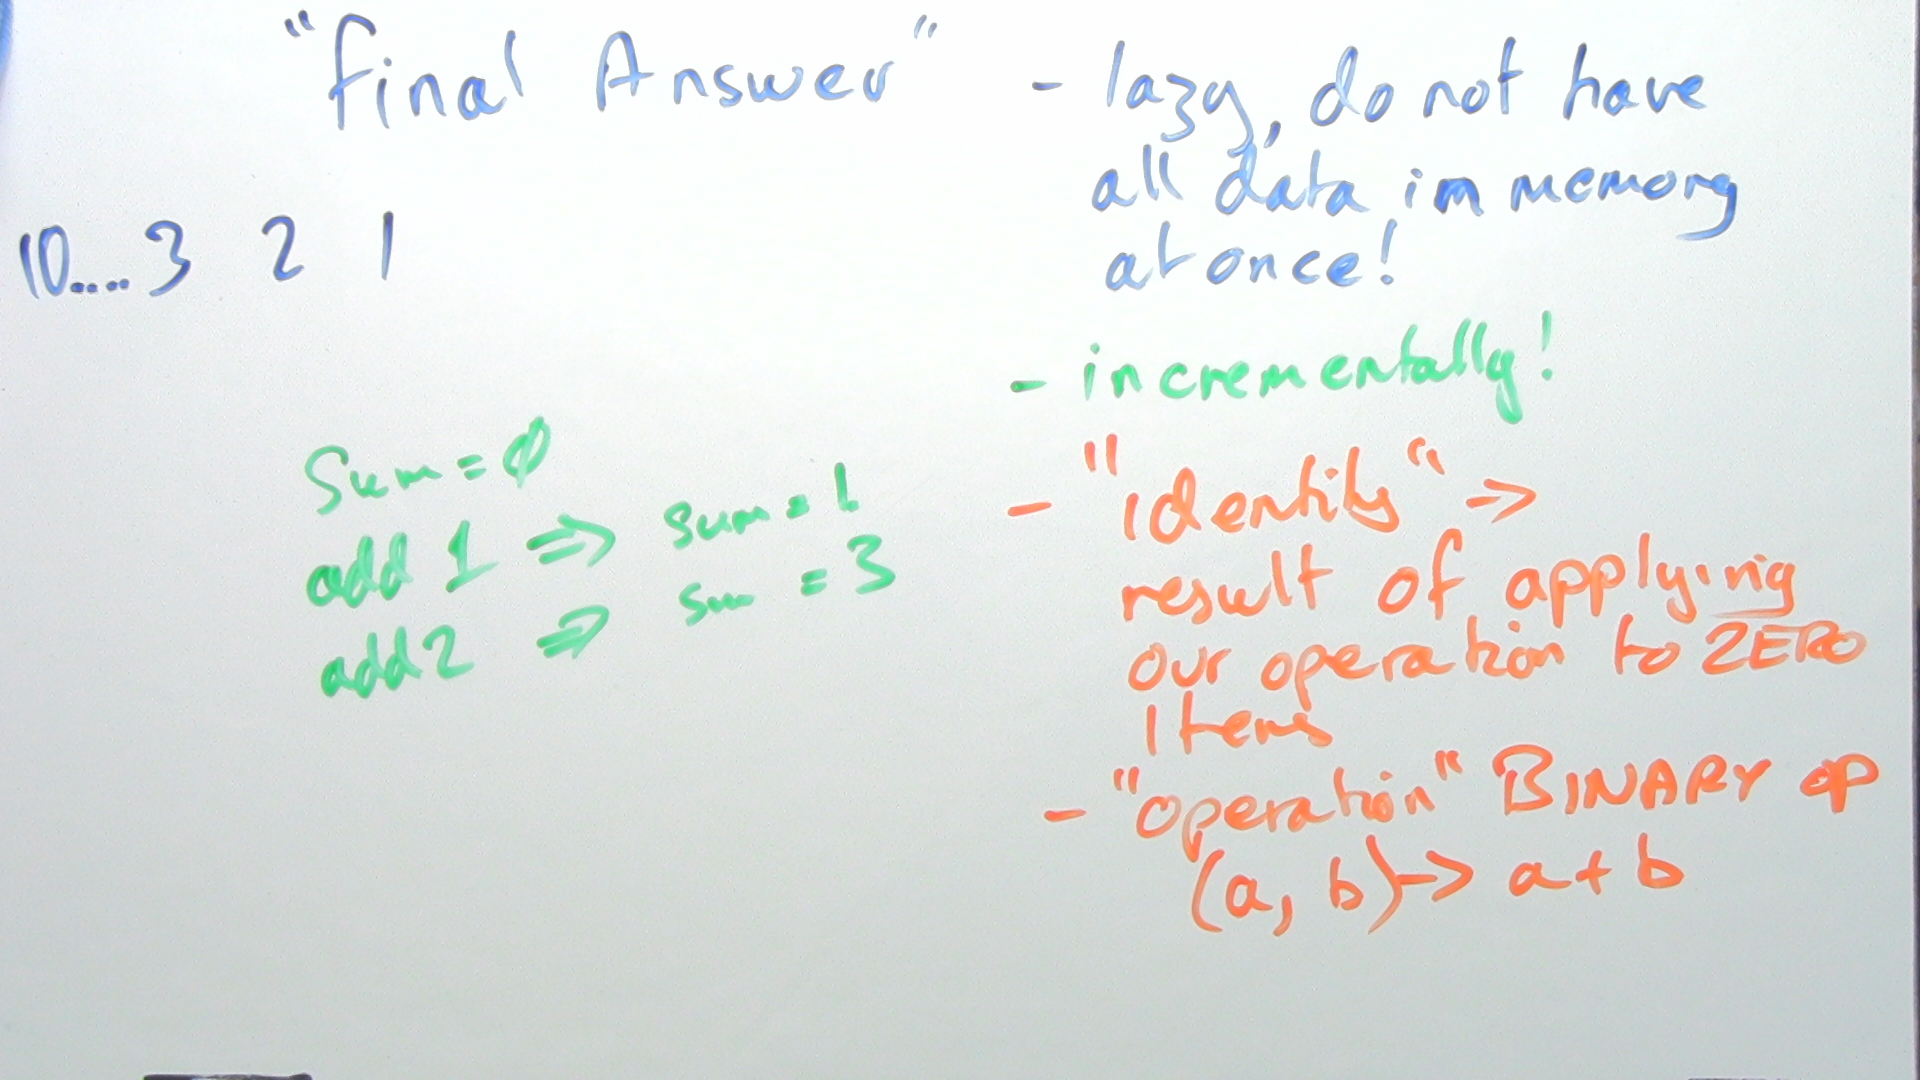 "Final Answer"
10.... 3 2 1
Sum = 0
add 1 => sum = 1
add 2 => sum = 3
- lazy, do not have
all data in memory
at once!
- incrementally!
- "identity" ->
result of applying
our operation to ZERO
items
- "operation" BINARY op
(a, b) -> a + b